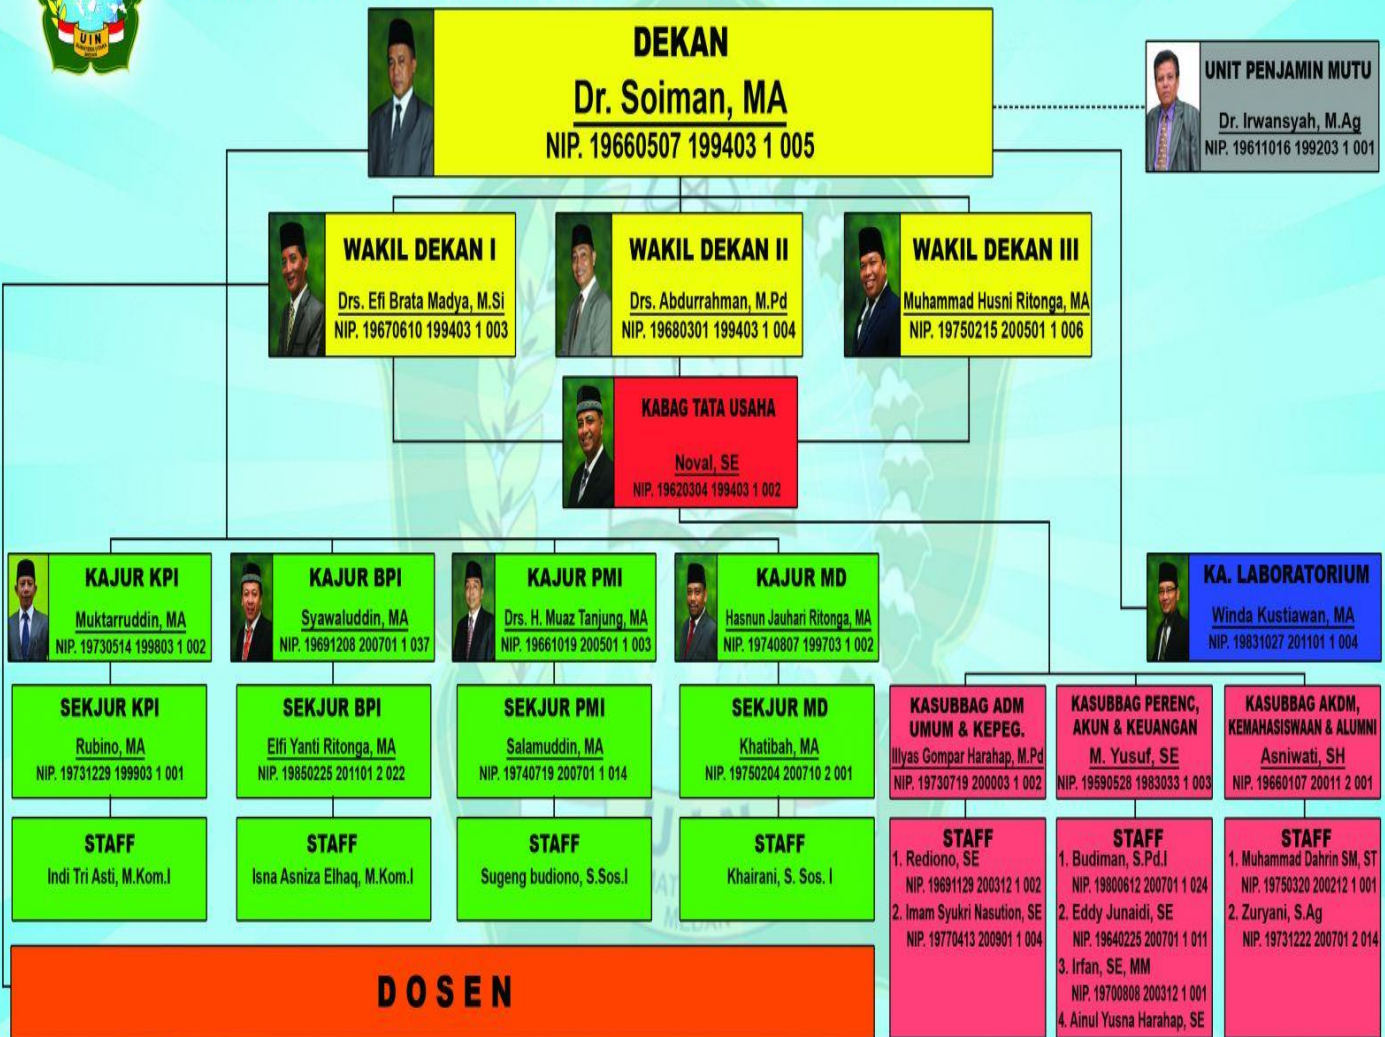 UIN
SUMATERA UTARA
MEDAN
DEKAN
Dr. Soiman, MA
NIP. 19660507 199403 1 005
UNIT PENJAMIN MUTU
Dr. Irwansyah, M.Ag
NIP. 19611016 199203 1 001
WAKIL DEKAN I
Drs. Efi Brata Madya, M.Si
NIP. 19670610 199403 1 003
WAKIL DEKAN II
Drs. Abdurrahman, M.Pd
NIP. 19680301 199403 1 004
WAKIL DEKAN III
Muhammad Husni Ritonga, MA
NIP. 19750215 200501 1 006
KABAG TATA USAHA
Noval, SE
NIP. 19620304 199403 1 002
KAJUR KPI
Muktarruddin, MA
NIP. 19730514 199803 1 002
KAJUR BPI
Syawaluddin, MA
NIP. 19691208 200701 1 037
KAJUR PMI
Drs. H. Muaz Tanjung, MA
NIP. 19661019 200501 1 003
KAJUR MD
Hasnun Jauhari Ritonga, MA
NIP. 19740807 199703 1 002
KA. LABORATORIUM
Winda Kustiawan, MA
NIP. 19831027 201101 1 004
SEKJUR KPI
Rubino, MA
NIP. 19731229 199903 1 001
SEKJUR BPI
Elfi Yanti Ritonga, MA
NIP. 19850225 201101 2 022
SEKJUR PMI
Salamuddin, MA
NIP. 19740719 200701 1 014
SEKJUR MD
Khatibah, MA
NIP. 19750204 200710 2 001
KASUBBAG ADM
UMUM & KEPEG.
Illyas Gompar Harahap, M.Pd
NIP. 19730719 200003 1 002
KASUBBAG PERENC,
AKUN & KEUANGAN
M. Yusuf, SE
NIP. 19590528 1983033 1 003
KASUBBAG AKDM,
KEMAHASISWAAN & ALUMNI
Asniwati, SH
NIP. 19660107 20011 2 001
STAFF
Indi Tri Asti, M.Kom.I
STAFF
Isna Asniza Elhaq, M.Kom.I
STAFF
Sugeng budiono, S.Sos.I
STAFF
Khairani, S. Sos. I
STAFF
1. Rediono, SE
NIP. 19691129 200312 1 002
2. Imam Syukri Nasution, SE
NIP. 19770413 200901 1 004
STAFF
1. Budiman, S.Pd.I
NIP. 19800612 200701 1 024
2. Eddy Junaidi, SE
NIP. 19640225 200701 1 011
3. Irfan, SE, MM
NIP. 19700808 200312 1 001
4. Ainul Yusna Harahap, SE
STAFF
1. Muhammad Dahrin SM, ST
NIP. 19750320 200212 1 001
2. Zuryani, S.Ag
NIP. 19731222 200701 2 014
DOSEN